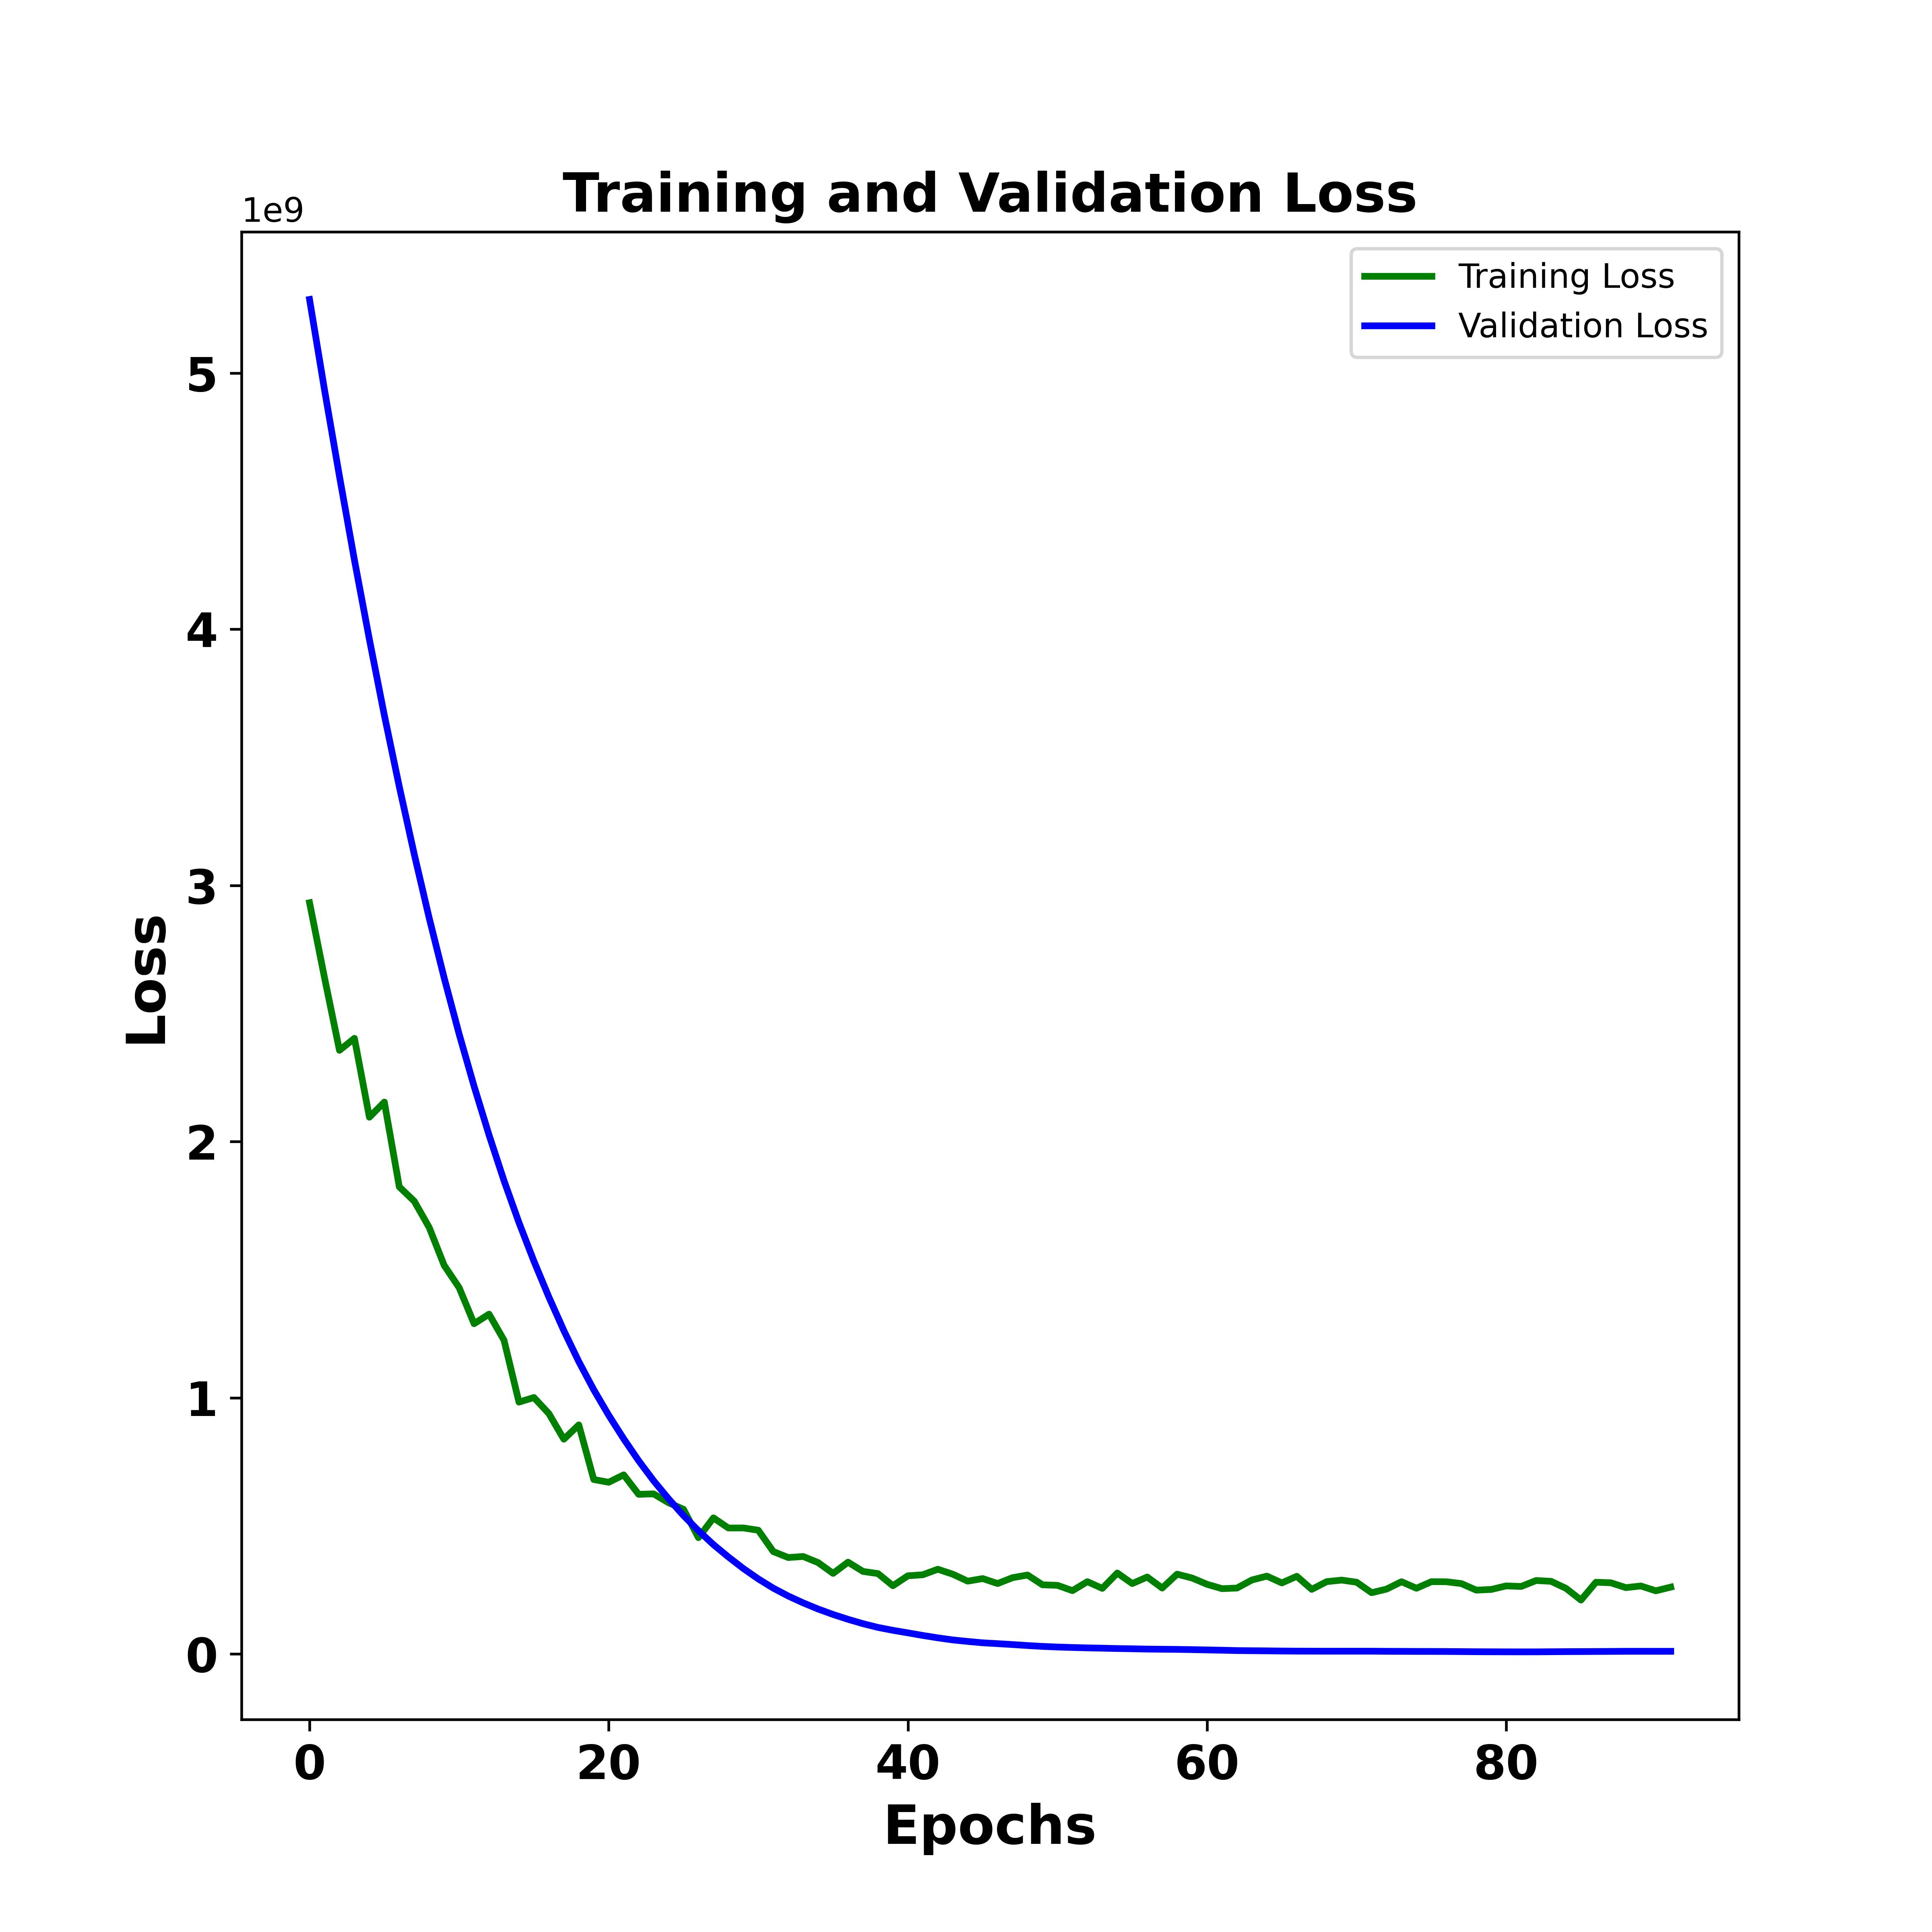 Training and Validation Loss
1e9
Training Loss
Validation Loss
5
4
3
2
1
0
Loss
0 20 40 60 80
Epochs